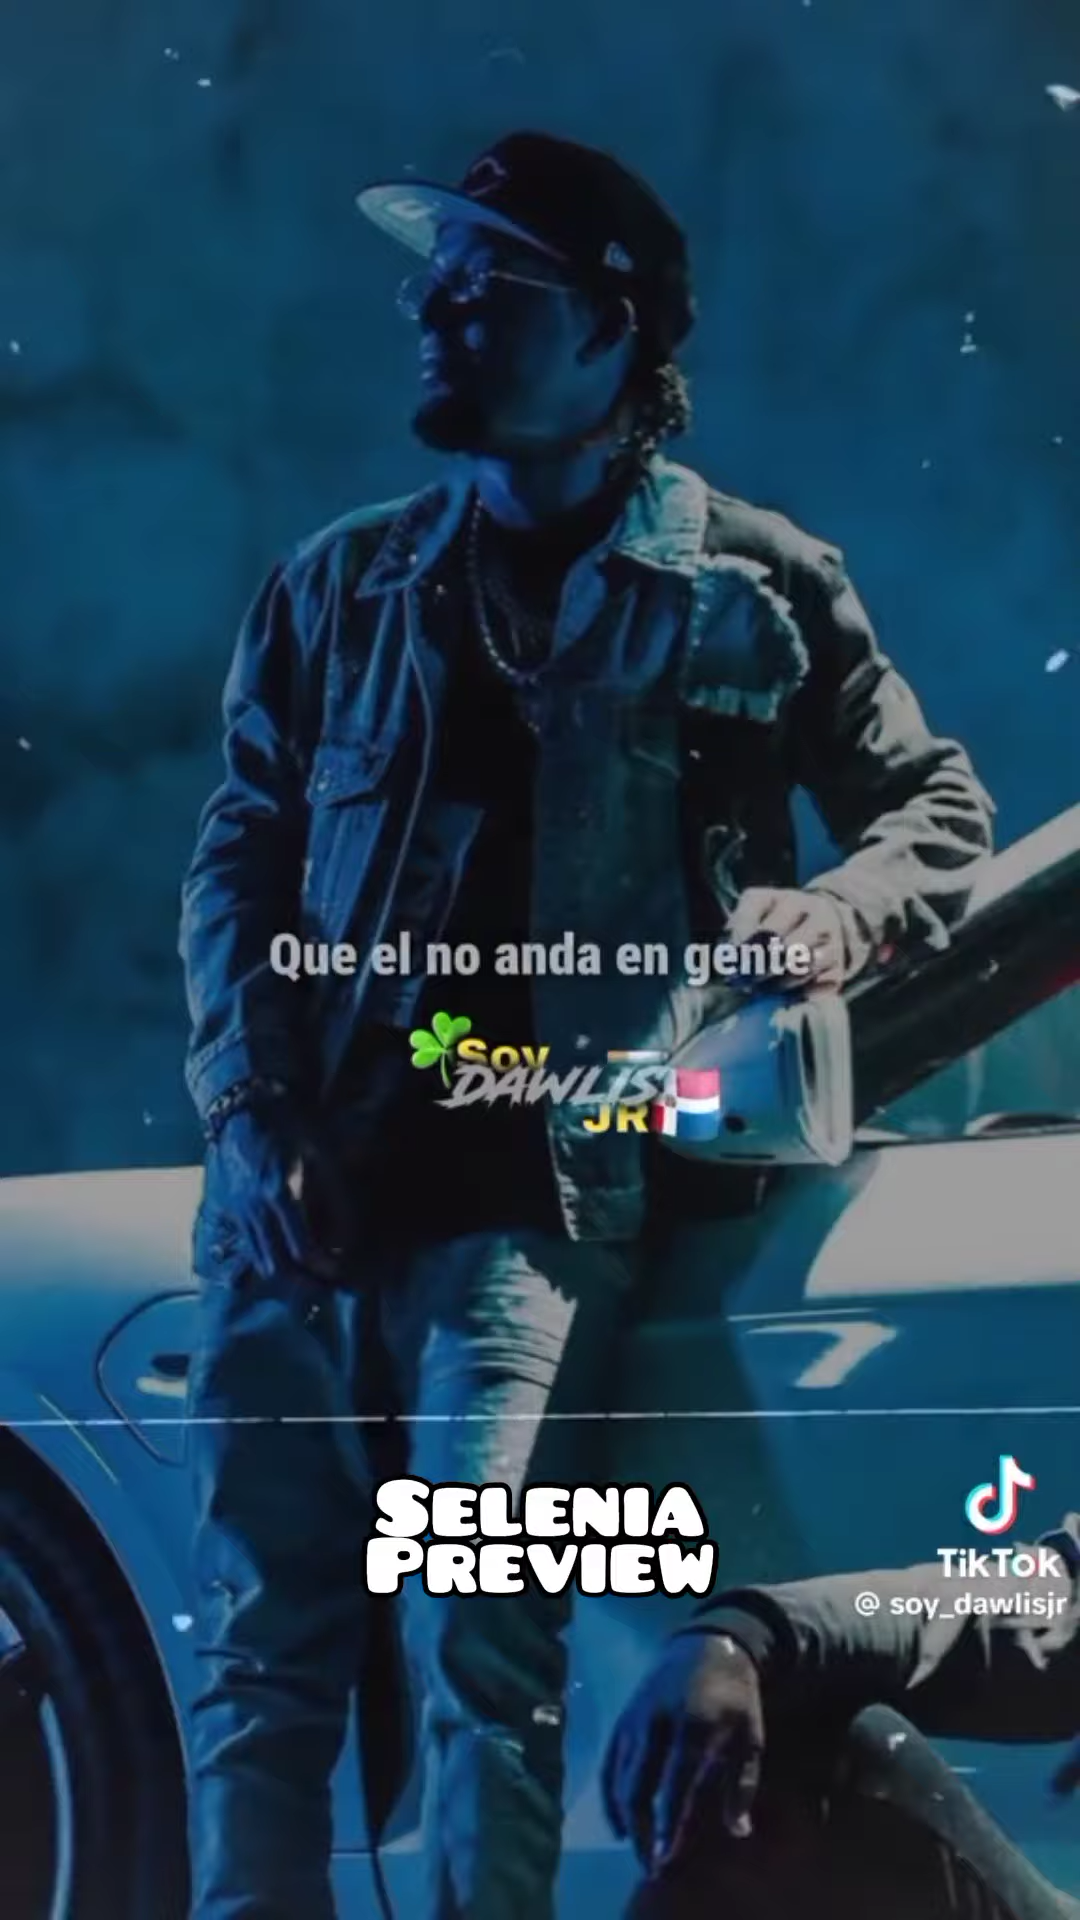 Que el no anda en gente
Soy
DAWLIS
JR
SELENIA
PREVIEW
TikTok
@ soy_dawlisjr